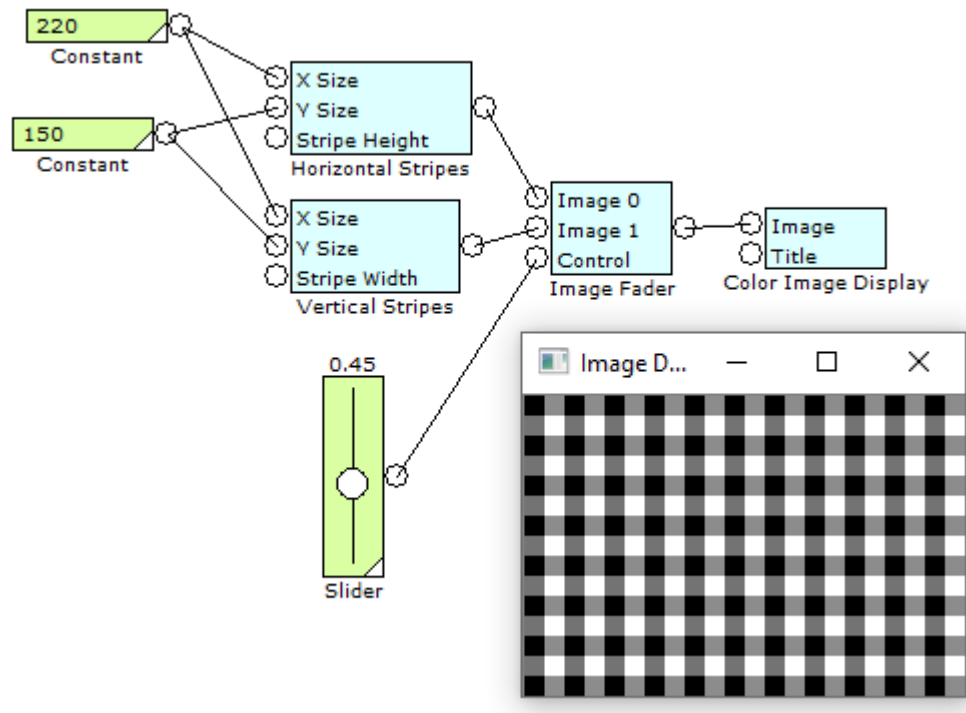 220
Constant
150
Constant
X Size
Y Size
Stripe Height
Horizontal Stripes
X Size
Y Size
Stripe Width
Vertical Stripes
Image 0
Image 1
Control
Image Fader
Image
Title
Color Image Display
0.45
Slider
Image D...